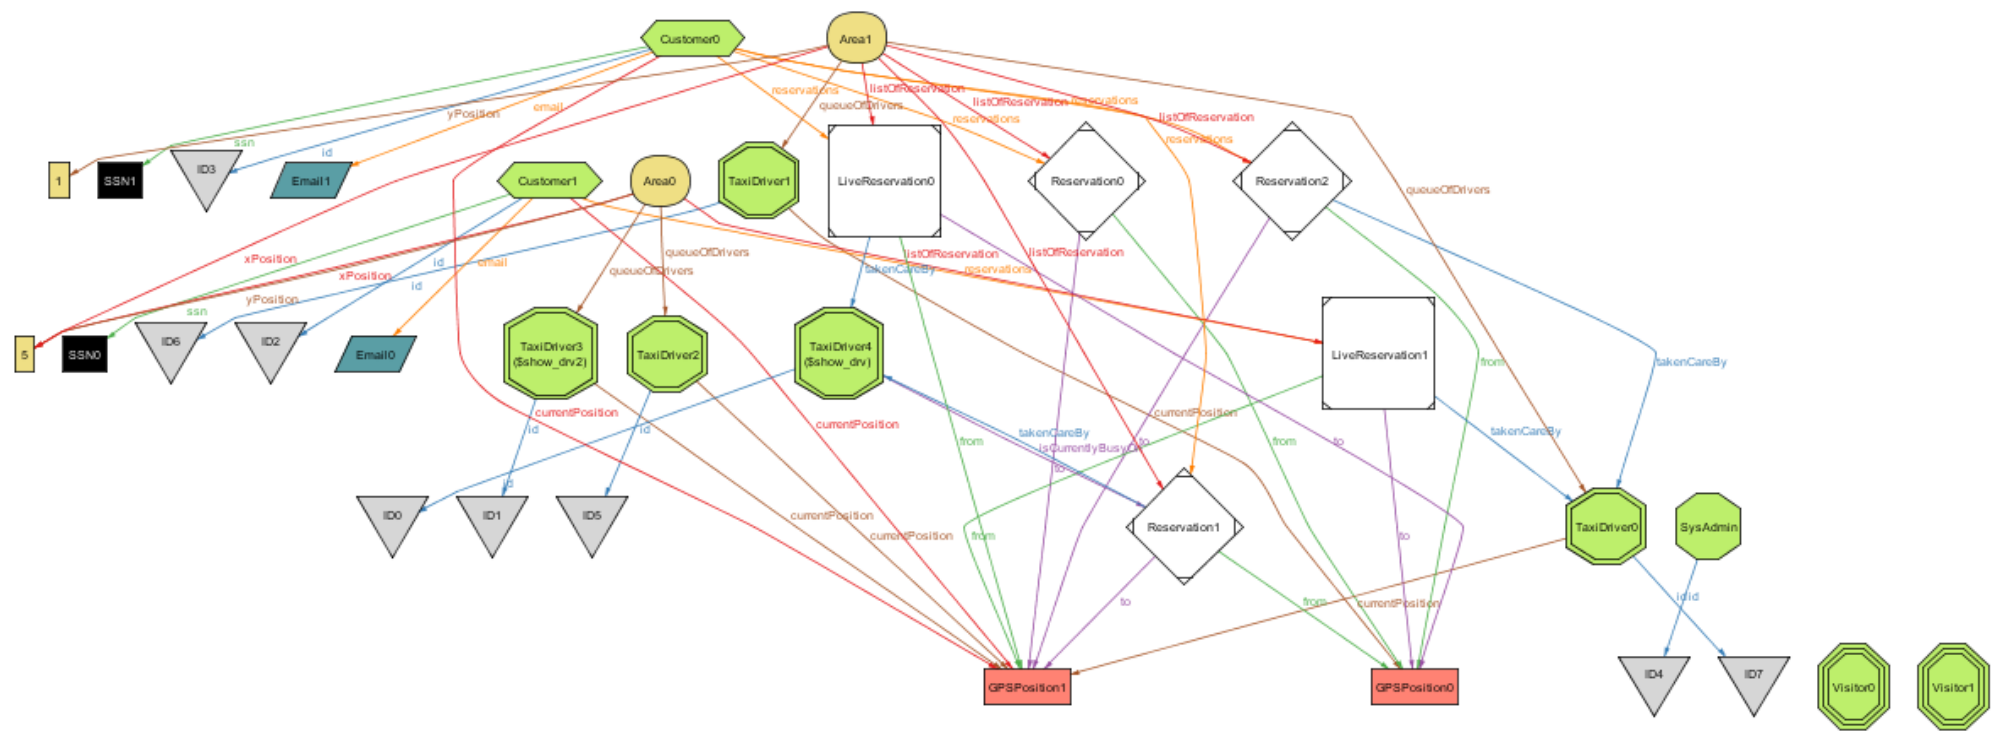 Customer0
Area1
reservations
listOfReservation
queueOfDrivers
listOfReservation
reservations
email
yPosition
reservations
listOfReservation
reservations
ssn
id
1
SSN1
ID3
Email1
Customer1
Area0
TaxiDriver1
LiveReservation0
Reservation0
Reservation2
queueOfDrivers
xPosition
xPosition
id
email
queueOfDrivers
queueOfDrivers
listOfReservation
listOfReservation
takenCareBy
reservations
id
yPosition
ssn
5
SSN0
ID6
ID2
Email0
TaxiDriver3
($show_drv2)
TaxiDriver2
TaxiDriver4
($show_drv)
LiveReservation1
from
takenCareBy
currentPosition
id
id
currentPosition
from
takenCareBy
isCurrentlyBusyOn
to
to
currentPosition
from
to
takenCareBy
id
ID0
ID1
ID5
currentPosition
currentPosition
from
Reservation1
to
TaxiDriver0
SysAdmin
to
from
currentPosition
id
id
GPSPosition1
GPSPosition0
ID4
ID7
Visitor0
Visitor1